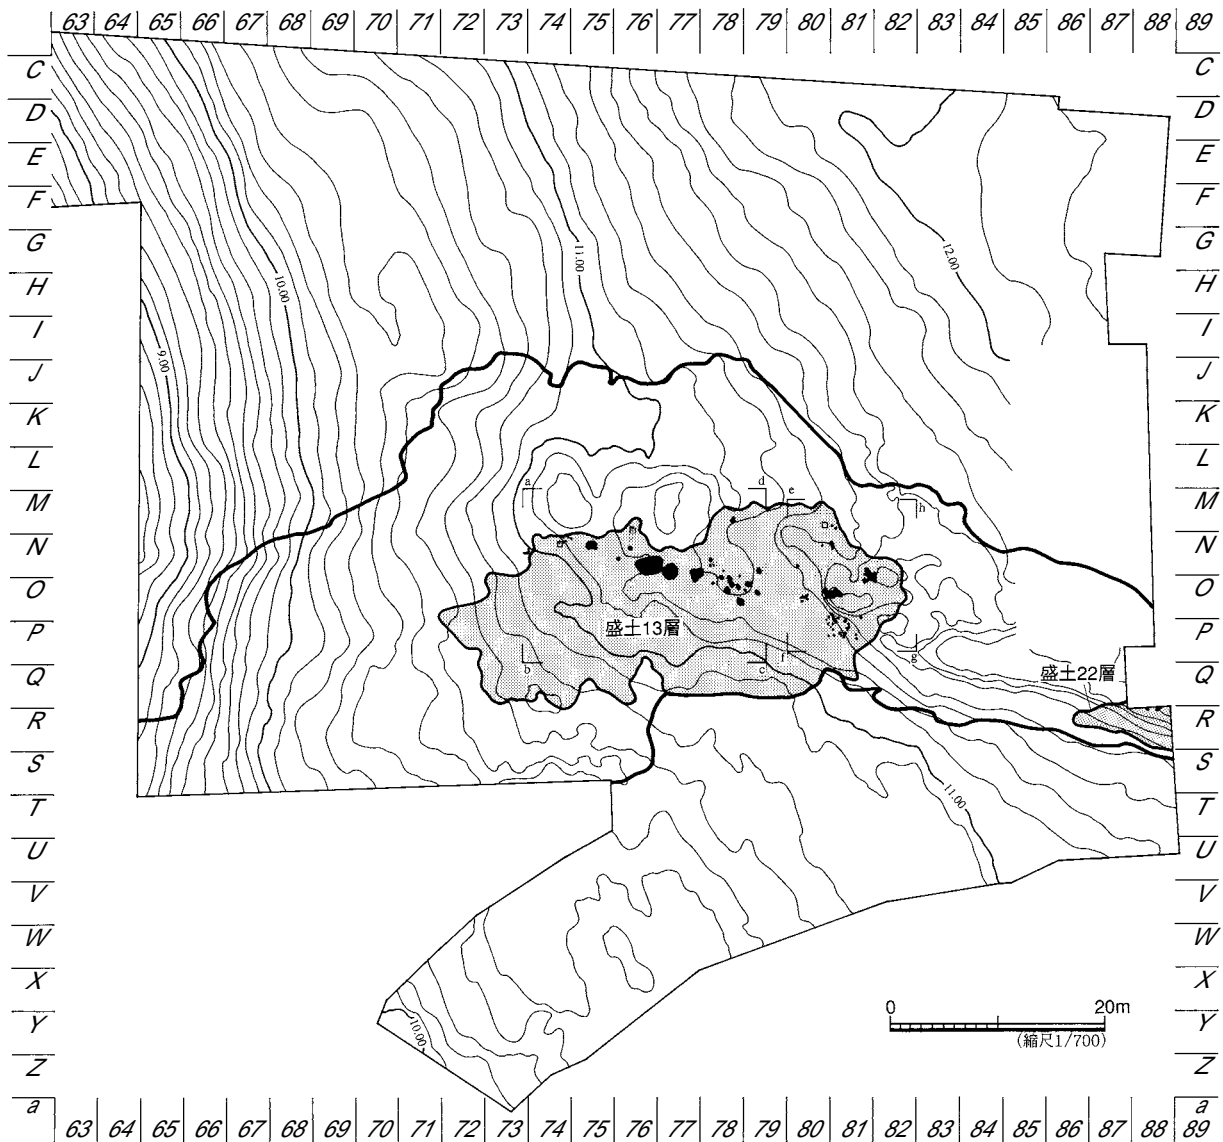 63 64 65 66 67 68 70 70 71 72 73 74 75 76 77 78 79 80 81 82 83 84 85 86 87 88 89
C C
D D
E E
F F
G G
11.00
12.00
H H
10.00
I I
9.00
J J
K K
L L
a d e h
M M
N N
O O
盛土13層
P P
b c f g
盛土22層
Q Q
R R
S S
11.00
T T
U U
V V
W W
X X
0 20m
Y Y
10.00
(縮尺1/700)
Z Z
a a
63 64 65 66 67 68 69 70 71 72 73 74 75 76 77 78 79 80 81 82 83 84 85 86 87 88 89